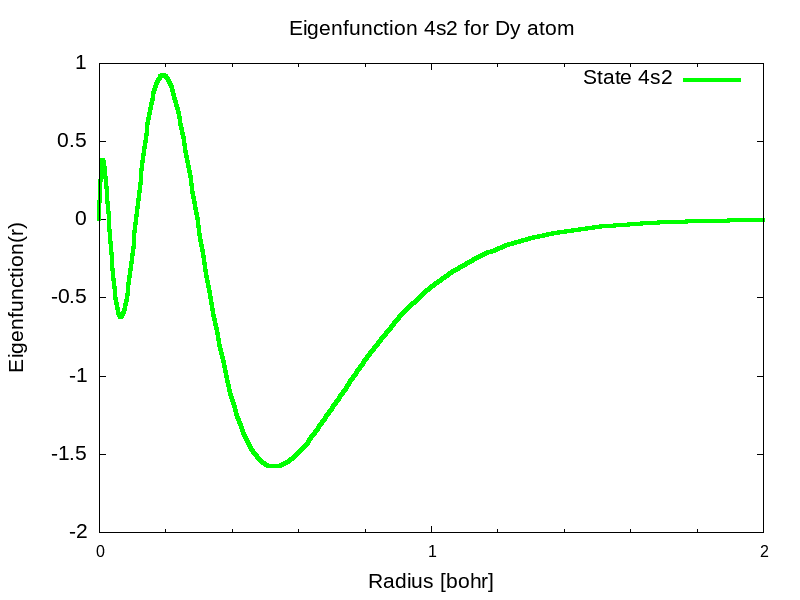 Eigenfunction 4s2 for Dy atom
State 4s2
1
0.5
0
-0.5
-1
-1.5
-2
Eigenfunction(r)
0
1
2
Radius [bohr]